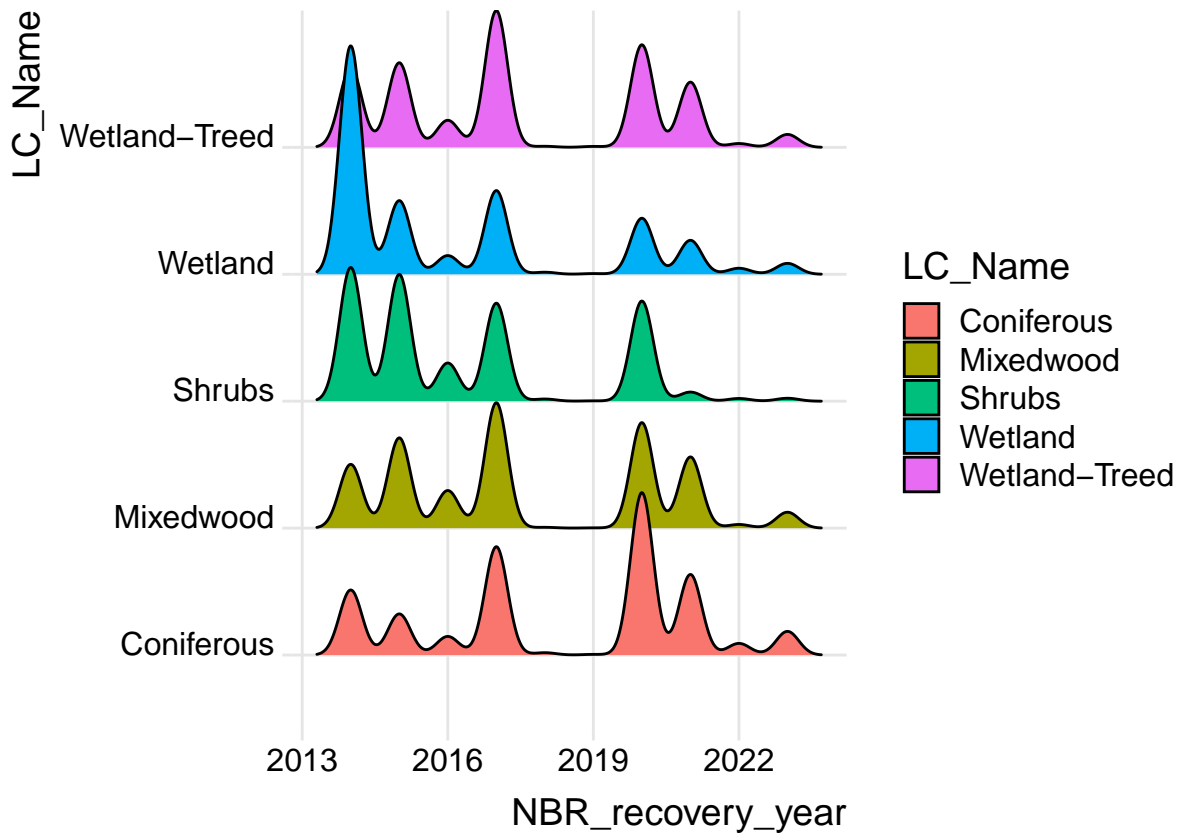 LC_Name
Wetland−Treed
Wetland
Shrubs
Mixedwood
Coniferous
2013
2016
2019
2022
NBR_recovery_year
LC_Name
Coniferous
Mixedwood
Shrubs
Wetland
Wetland−Treed